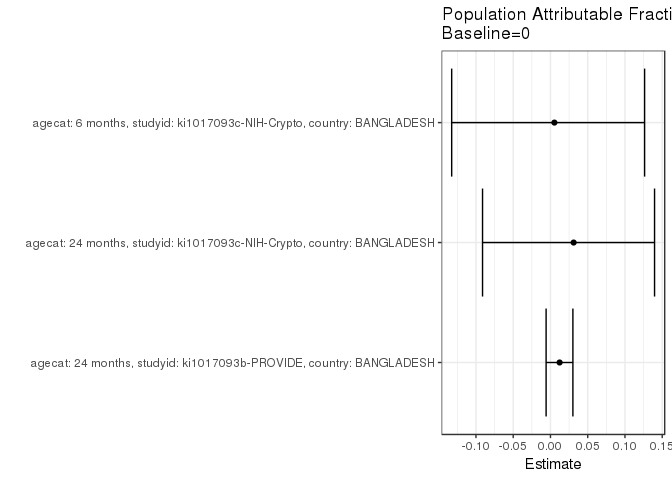 Population Attributable Fracti
Baseline=0
agecat: 6 months, studyid: ki1017093c-NIH-Crypto, country: BANGLADESH
agecat: 24 months, studyid: ki1017093c-NIH-Crypto, country: BANGLADESH
agecat: 24 months, studyid: ki1017093b-PROVIDE, country: BANGLADESH
-0.10 -0.05 0.00 0.05 0.10 0.15
Estimate